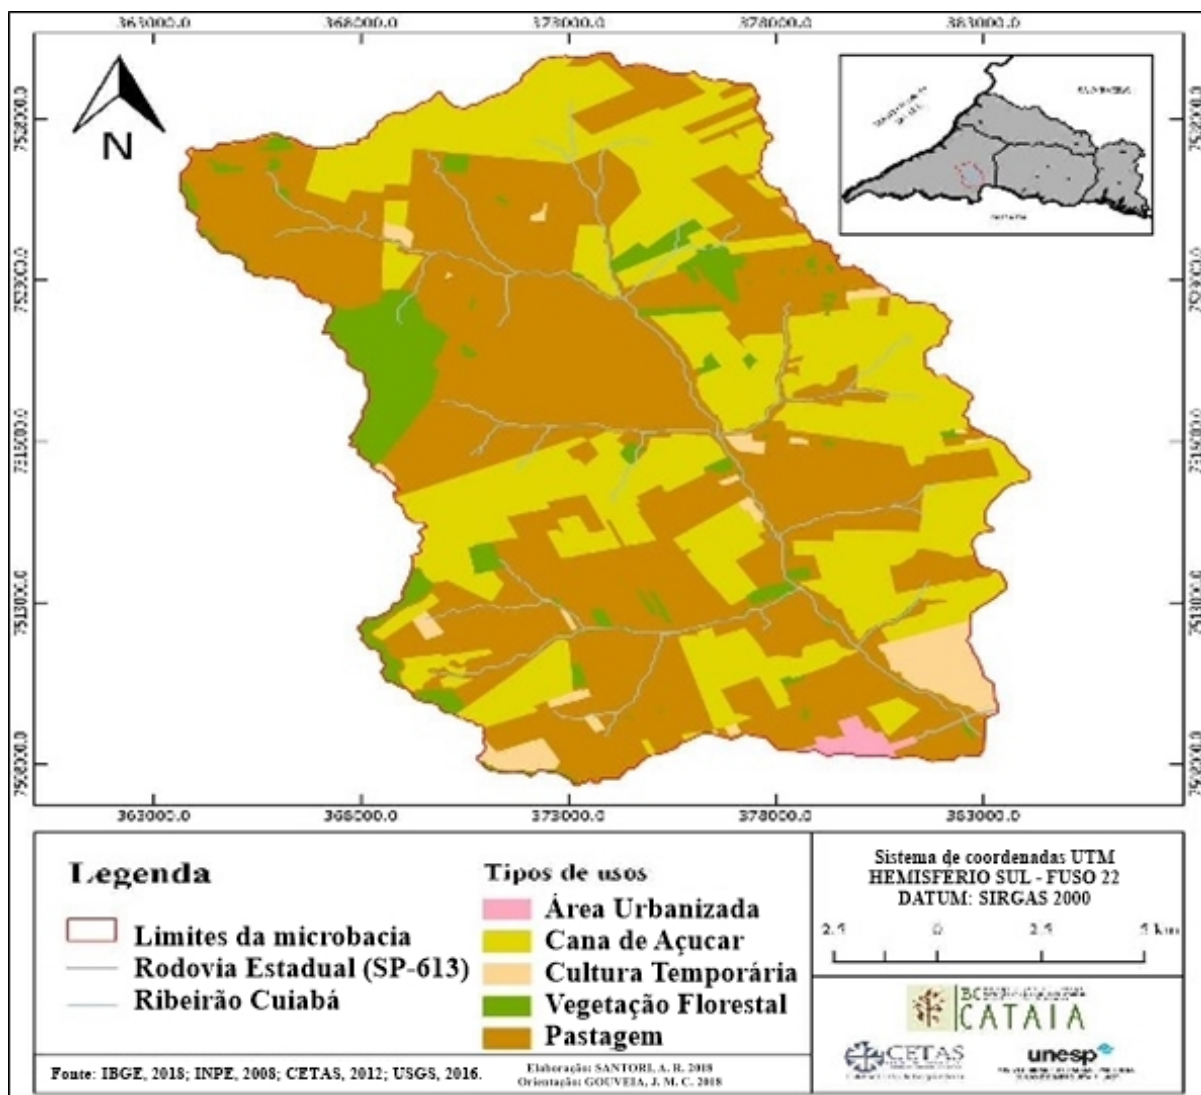 363000.0 368000.0 373000.0 378000.0 383000.0
N
363000.0 368000.0 373000.0 378000.0 383000.0
Legenda
Limites da microbacia
Rodovia Estadual (SP-613)
Ribeirão Cuiabá
Tipos de usos
Área Urbanizada
Cana de Açucar
Cultura Temporária
Vegetação Florestal
Pastagem
Sistema de coordenadas UTM
HEMISFÉRIO SUL - FUSO 22
DATUM: SIRGAS 2000
2.5 0 2.5 5 km
CATAIA
CETAS
unesp
Fonte: IBGE, 2018; INPE, 2008; CETAS, 2012; USGS, 2016.
Elaboração: SANTORI, A. R. 2018
Orientação: GOUVEIA, J. M. C. 2018